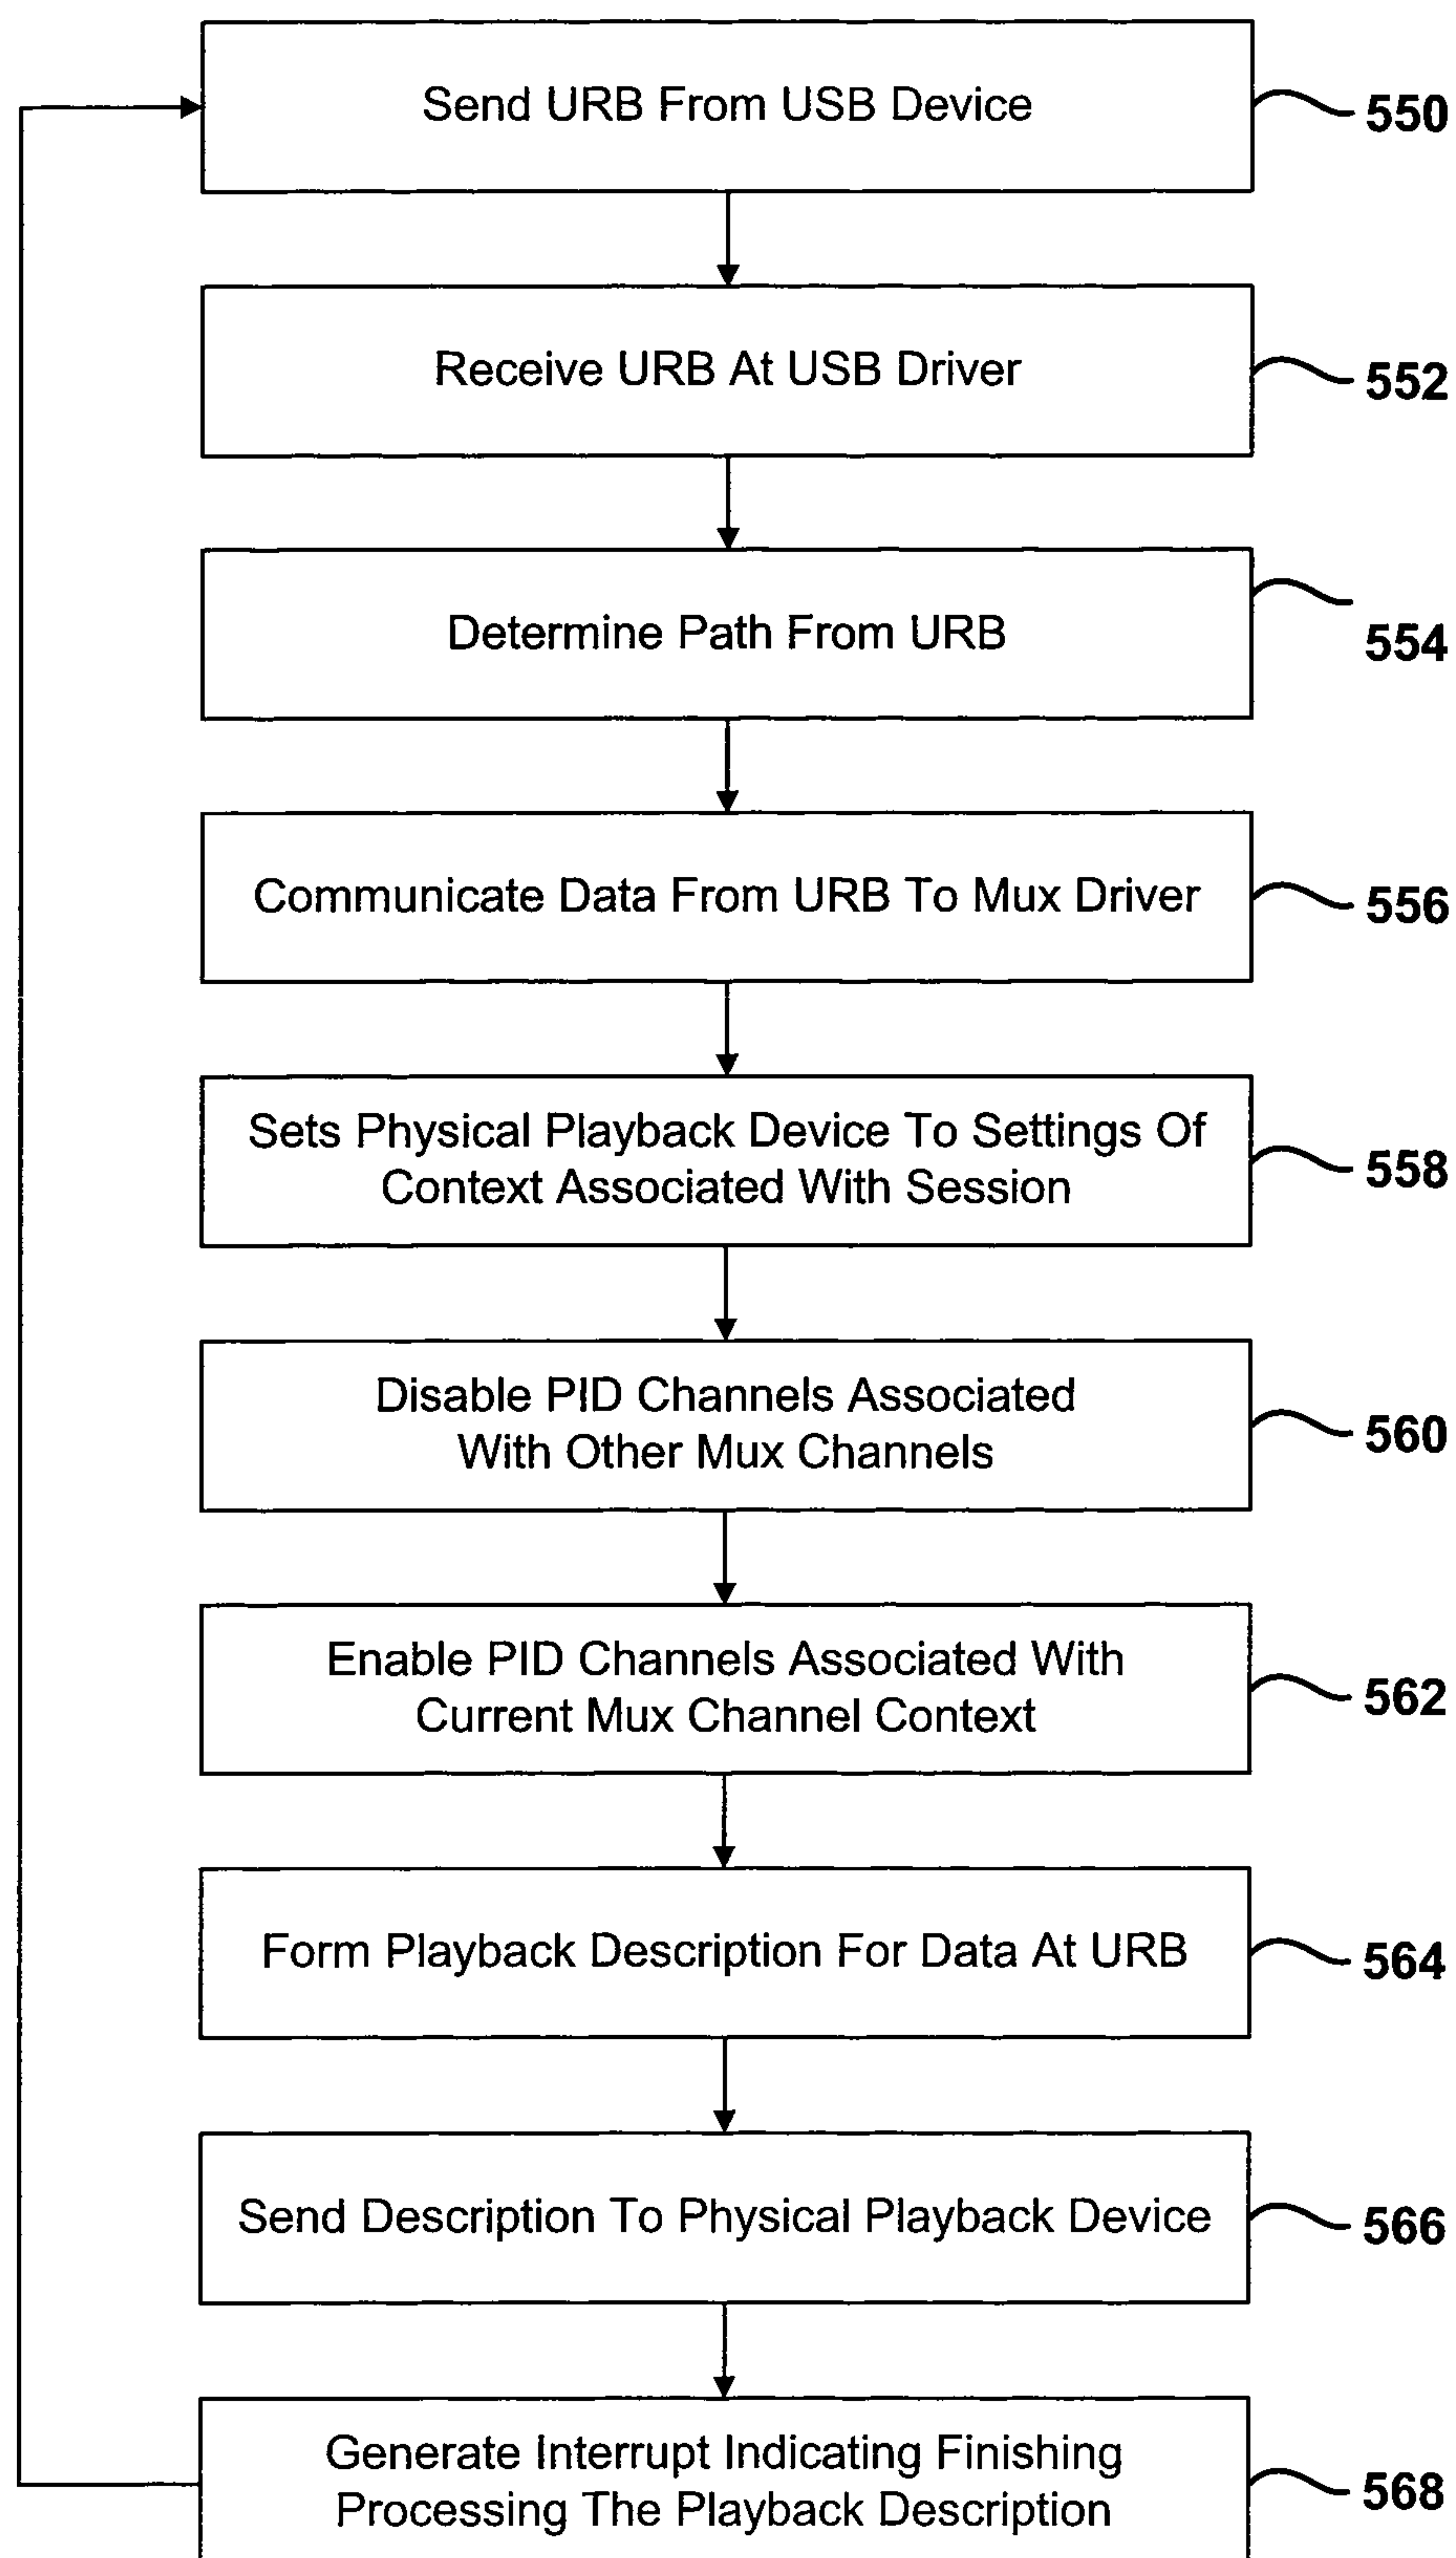 Send URB From USB Device
550
Receive URB At USB Driver
552
Determine Path From URB
554
Communicate Data From URB To Mux Driver
556
Sets Physical Playback Device To Settings Of
Context Associated With Session
558
Disable PID Channels Associated
With Other Mux Channels
560
Enable PID Channels Associated With
Current Mux Channel Context
562
Form Playback Description For Data At URB
564
Send Description To Physical Playback Device
566
Generate Interrupt Indicating Finishing
Processing The Playback Description
568